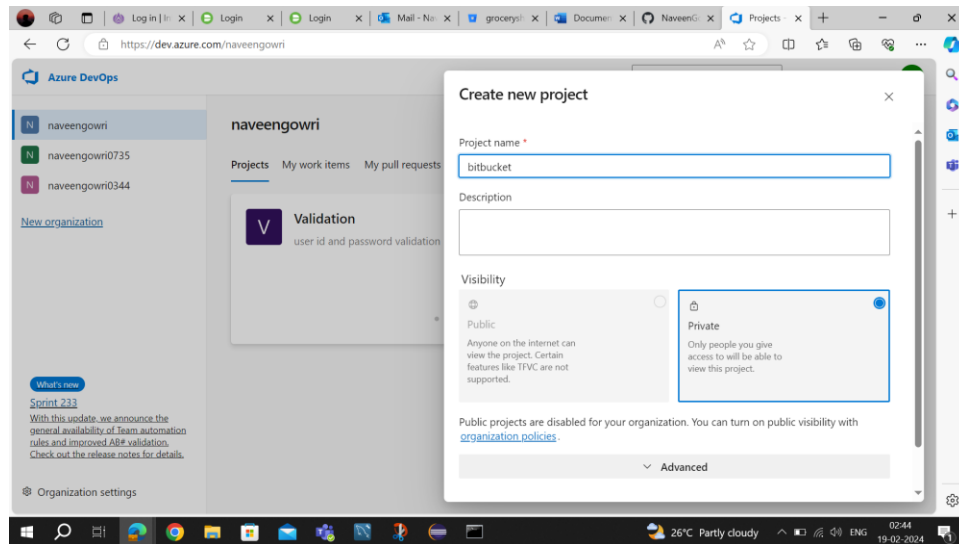 Log in | In
Login
Login
Mail - Nav
grocerysh
Documen
NaveenG
Projects -
https://dev.azure.com/naveengowri
Azure DevOps
N naveengowri
N naveengowri0735
N naveengowri0344
New organization
What's new
Sprint 233
With this update, we announce the
general availability of Team automation
rules and improved AB# validation.
Check out the release notes for details.
Organization settings
naveengowri
Projects My work items My pull requests
V Validation
user id and password validation
Create new project
Project name *
bitbucket
Description
Visibility
Public
Anyone on the internet can
view the project. Certain
features like TFVC are not
supported.
Private
Only people you give
access to will be able to
view this project.
Public projects are disabled for your organization. You can turn on public visibility with
organization policies.
Advanced
26°C Partly cloudy
ENG
02:44
19-02-2024